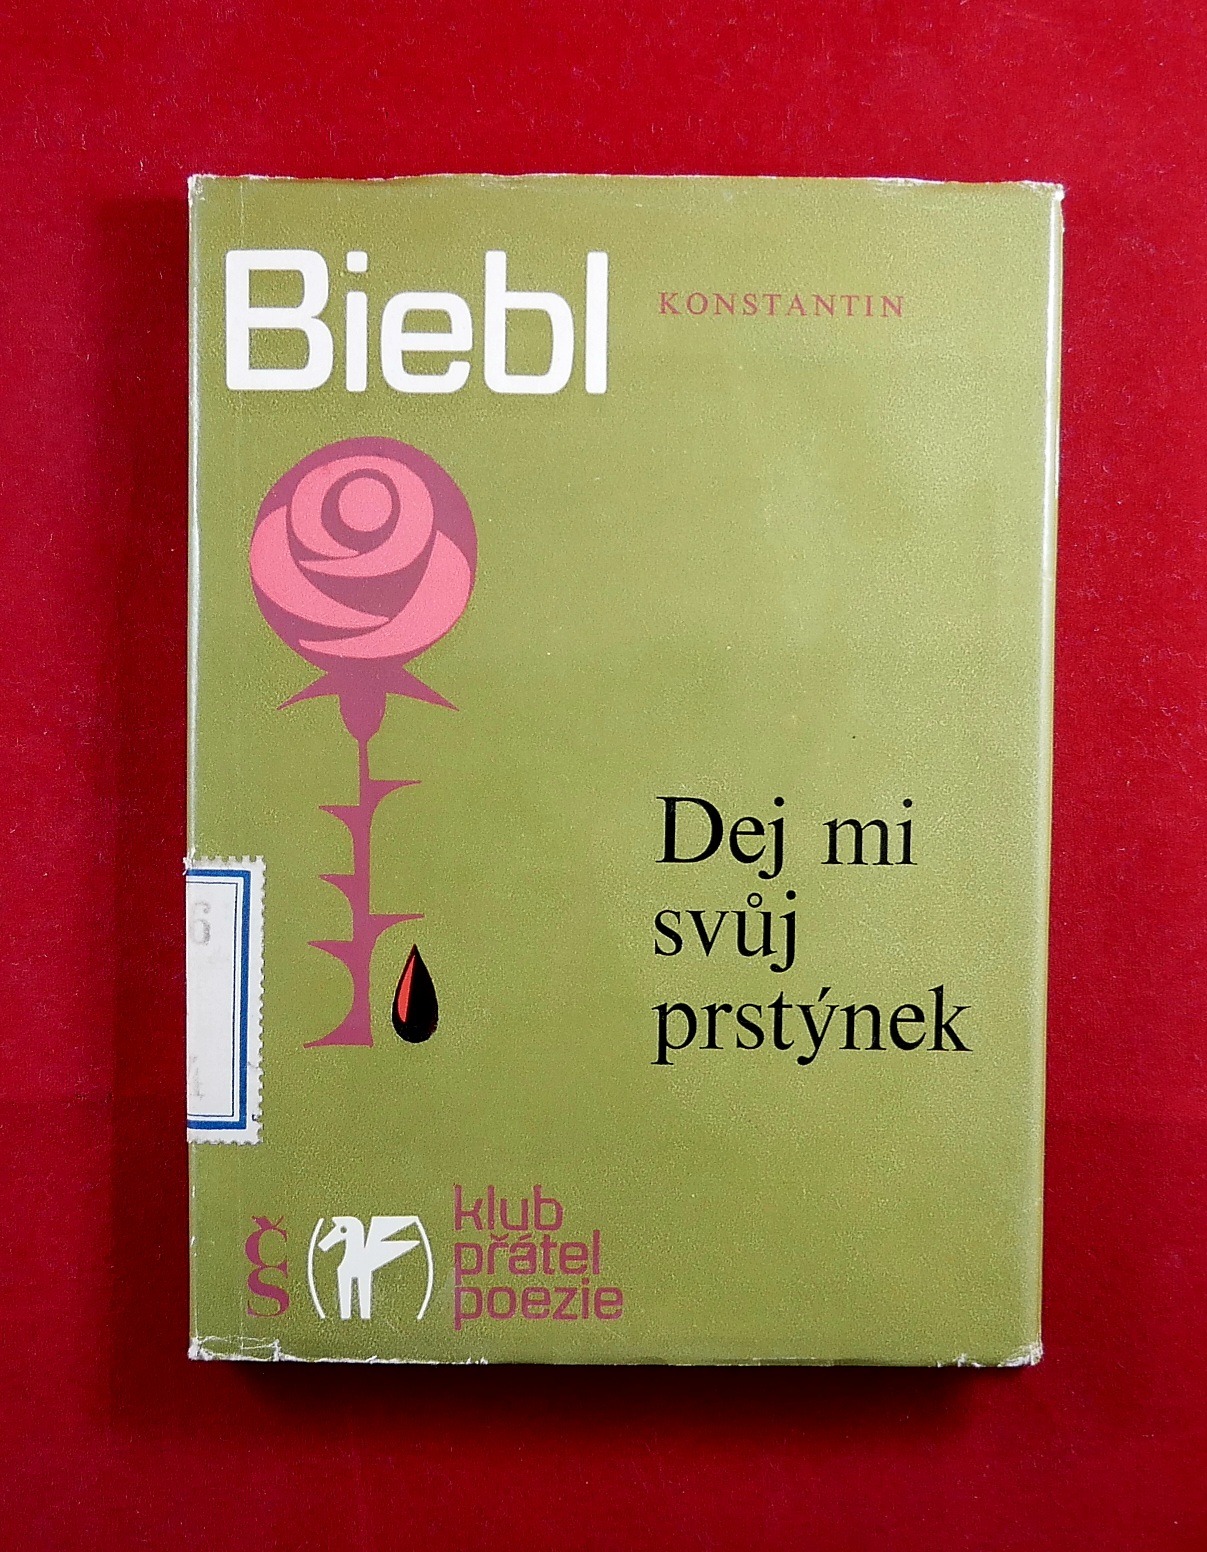 Biebl KONSTANTIN
Dej mi
svůj
prstýnek
ČS
klub
přátel
poezie